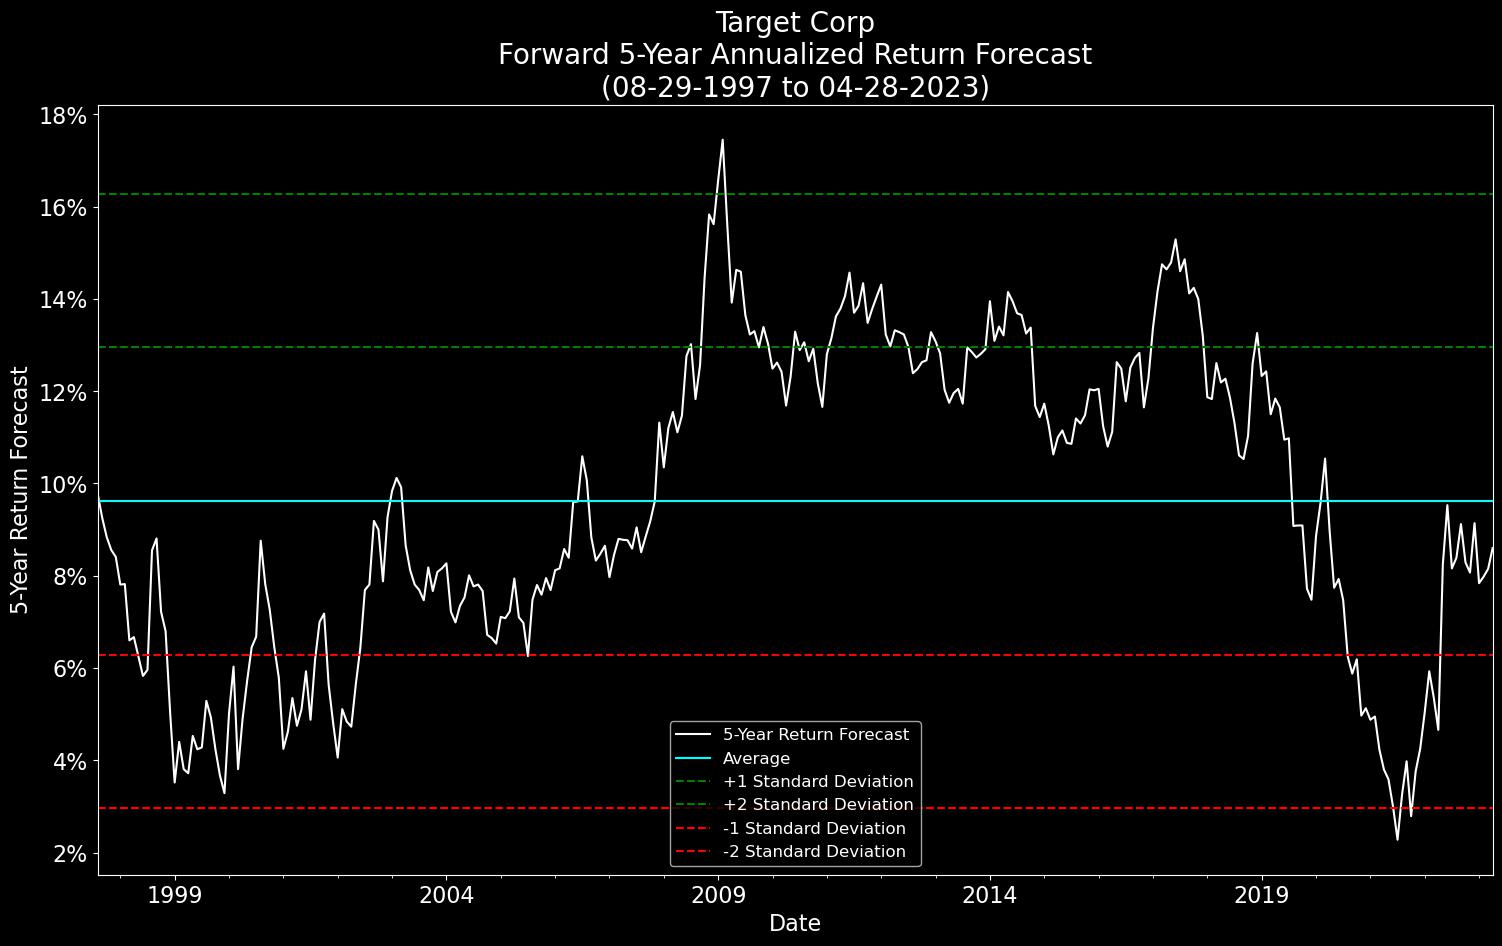 Target Corp
Forward 5-Year Annualized Return Forecast
(08-29-1997 to 04-28-2023)
18%
16%
14%
12%
10%
8%
6%
4%
2%
5-Year Return Forecast
5-Year Return Forecast
Average
+1 Standard Deviation
+2 Standard Deviation
-1 Standard Deviation
-2 Standard Deviation
1999 2004 2009 2014 2019
Date